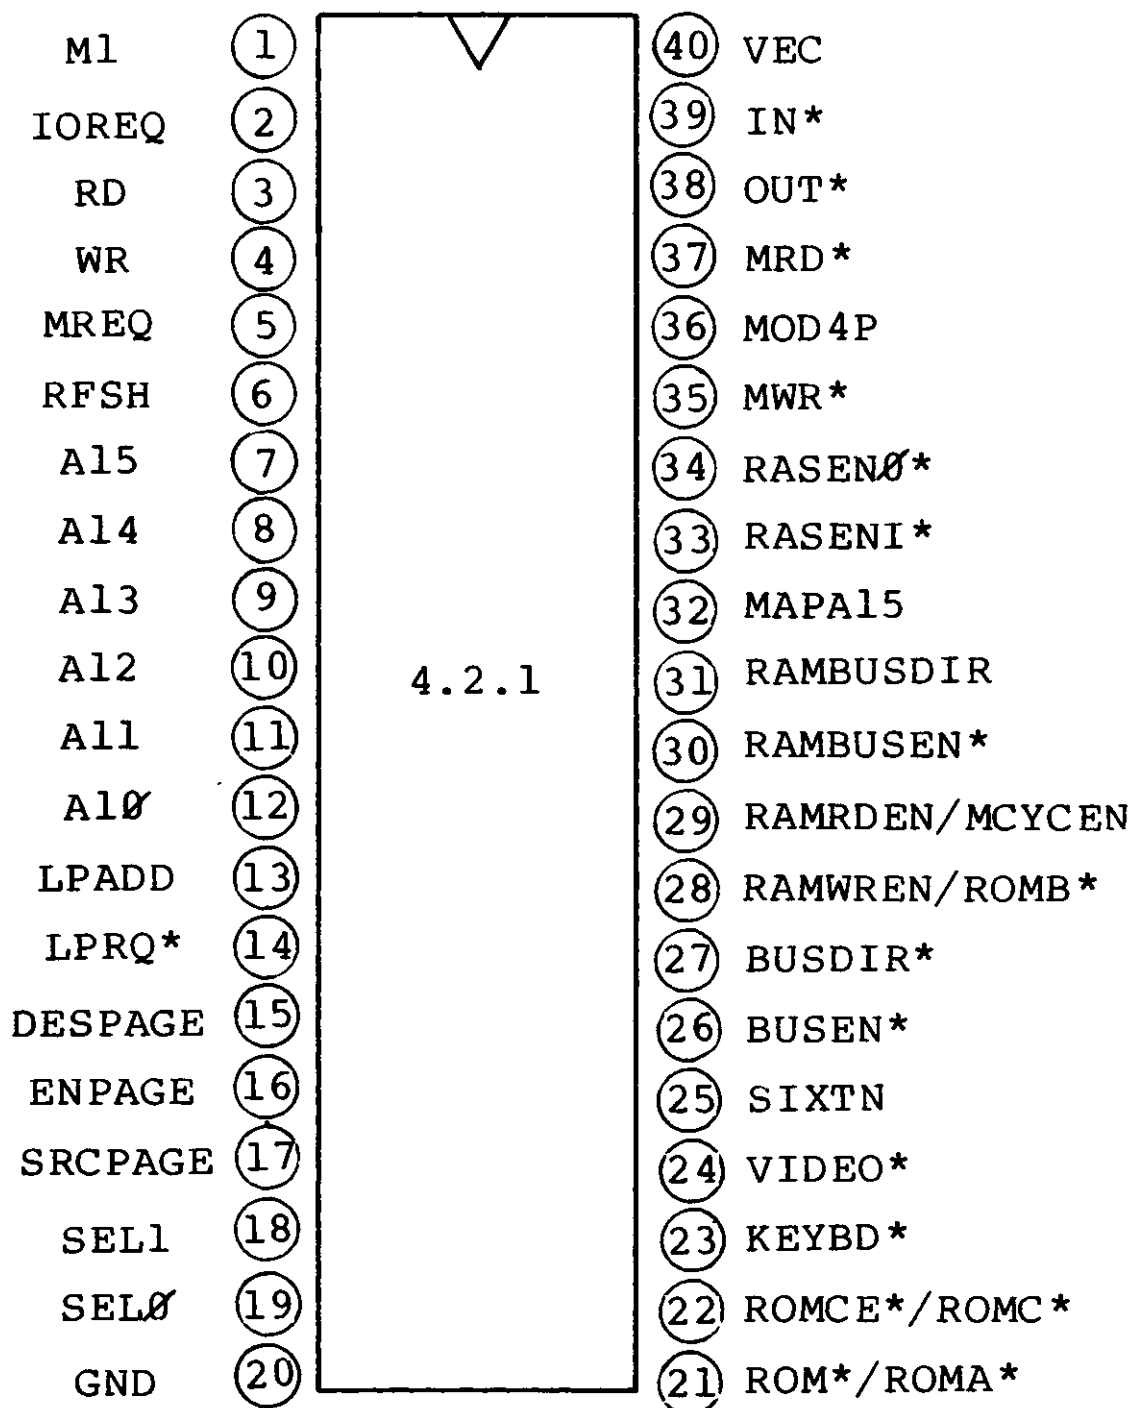 M1 1 40 VEC
IOREQ 2 39 IN*
RD 3 38 OUT*
WR 4 37 MRD*
MREQ 5 36 MOD4P
RFSH 6 35 MWR*
A15 7 34 RASEN0*
A14 8 33 RASENI*
A13 9 32 MAPA15
A12 10 4.2.1 31 RAMBUSDIR
A11 11 30 RAMBUSEN*
A10 12 29 RAMRDEN/MCYCEN
LPADD 13 28 RAMWREN/ROMB*
LPRQ* 14 27 BUSDIR*
DESPAGE 15 26 BUSEN*
ENPAGE 16 25 SIXTN
SRCPAGE 17 24 VIDEO*
SEL1 18 23 KEYBD*
SEL0 19 22 ROMCE*/ROMC*
GND 20 21 ROM*/ROMA*